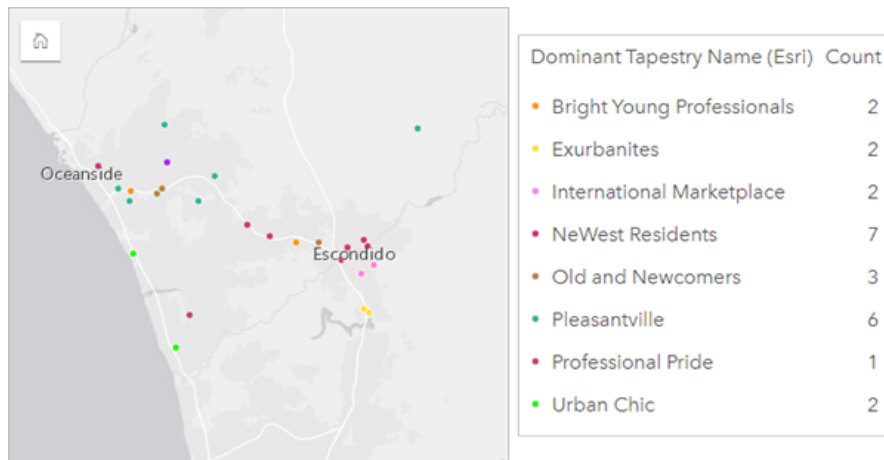 Oceanside
Escondido
Dominant Tapestry Name (Esri) Count
Bright Young Professionals 2
Exurbanites 2
International Marketplace 2
NeWest Residents 7
Old and Newcomers 3
Pleasantville 6
Professional Pride 1
Urban Chic 2